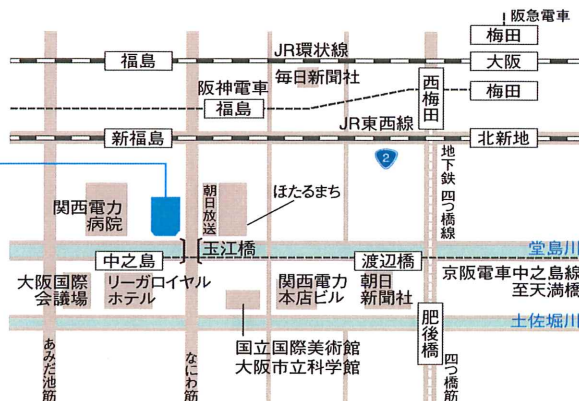 阪急電車
梅田
JR環状線
福島
大阪
毎日新聞社
阪神電車
福島
西梅田
梅田
JR東西線
新福島
北新地
2
地下鉄 四つ橋線
関西電力
病院
朝日放送
ほたるまち
玉江橋
堂島川
中之島
渡辺橋
京阪電車中之島線
至天満橋
大阪国際
会議場
リーガロイヤル
ホテル
関西電力
本店ビル
朝日
新聞社
肥後橋
土佐堀川
国立国際美術館
大阪市立科学館
あみだ池筋
なにわ筋
四つ橋筋